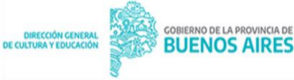 DIRECCIÓN GENERAL
DE CULTURA Y EDUCACIÓN
GOBIERNO DE LA PROVINCIA DE
BUENOS AIRES